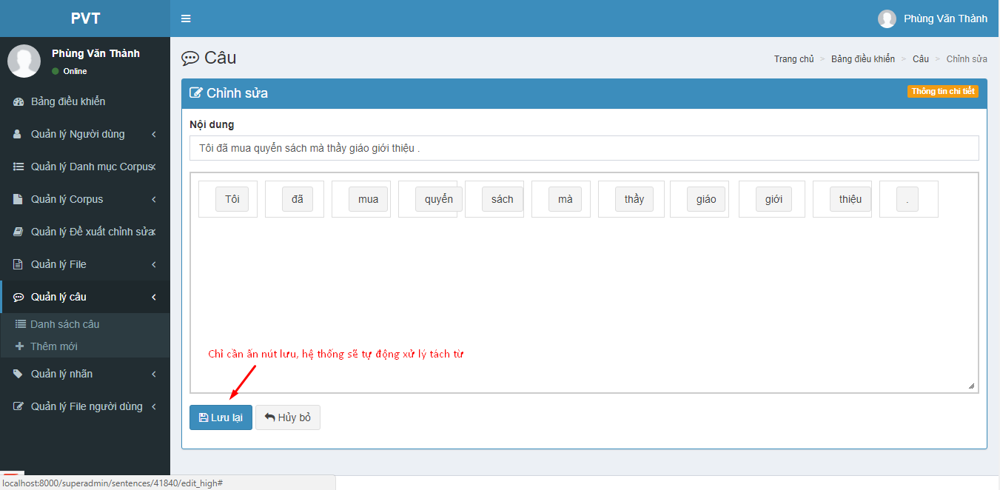 PVT
Phùng Văn Thành
Phùng Văn Thành
Online
Bảng điều khiển
Quản lý Người dùng
Quản lý Danh mục Corpus
Quản lý Corpus
Quản lý Đề xuất chỉnh sửa
Quản lý File
Quản lý câu
Danh sách câu
Thêm mới
Quản lý nhãn
Quản lý File người dùng
Câu
Trang chủ > Bảng điều khiển > Câu > Chỉnh sửa
Chỉnh sửa
Thông tin chi tiết
Nội dung
Tôi đã mua quyển sách mà thầy giáo giới thiệu .
Tôi đã mua quyển sách mà thầy giáo giới thiệu .
Chỉ cần ấn nút lưu, hệ thống sẽ tự động xử lý tách từ
Lưu lại Hủy bỏ
localhost:8000/superadmin/sentences/41840/edit_high#